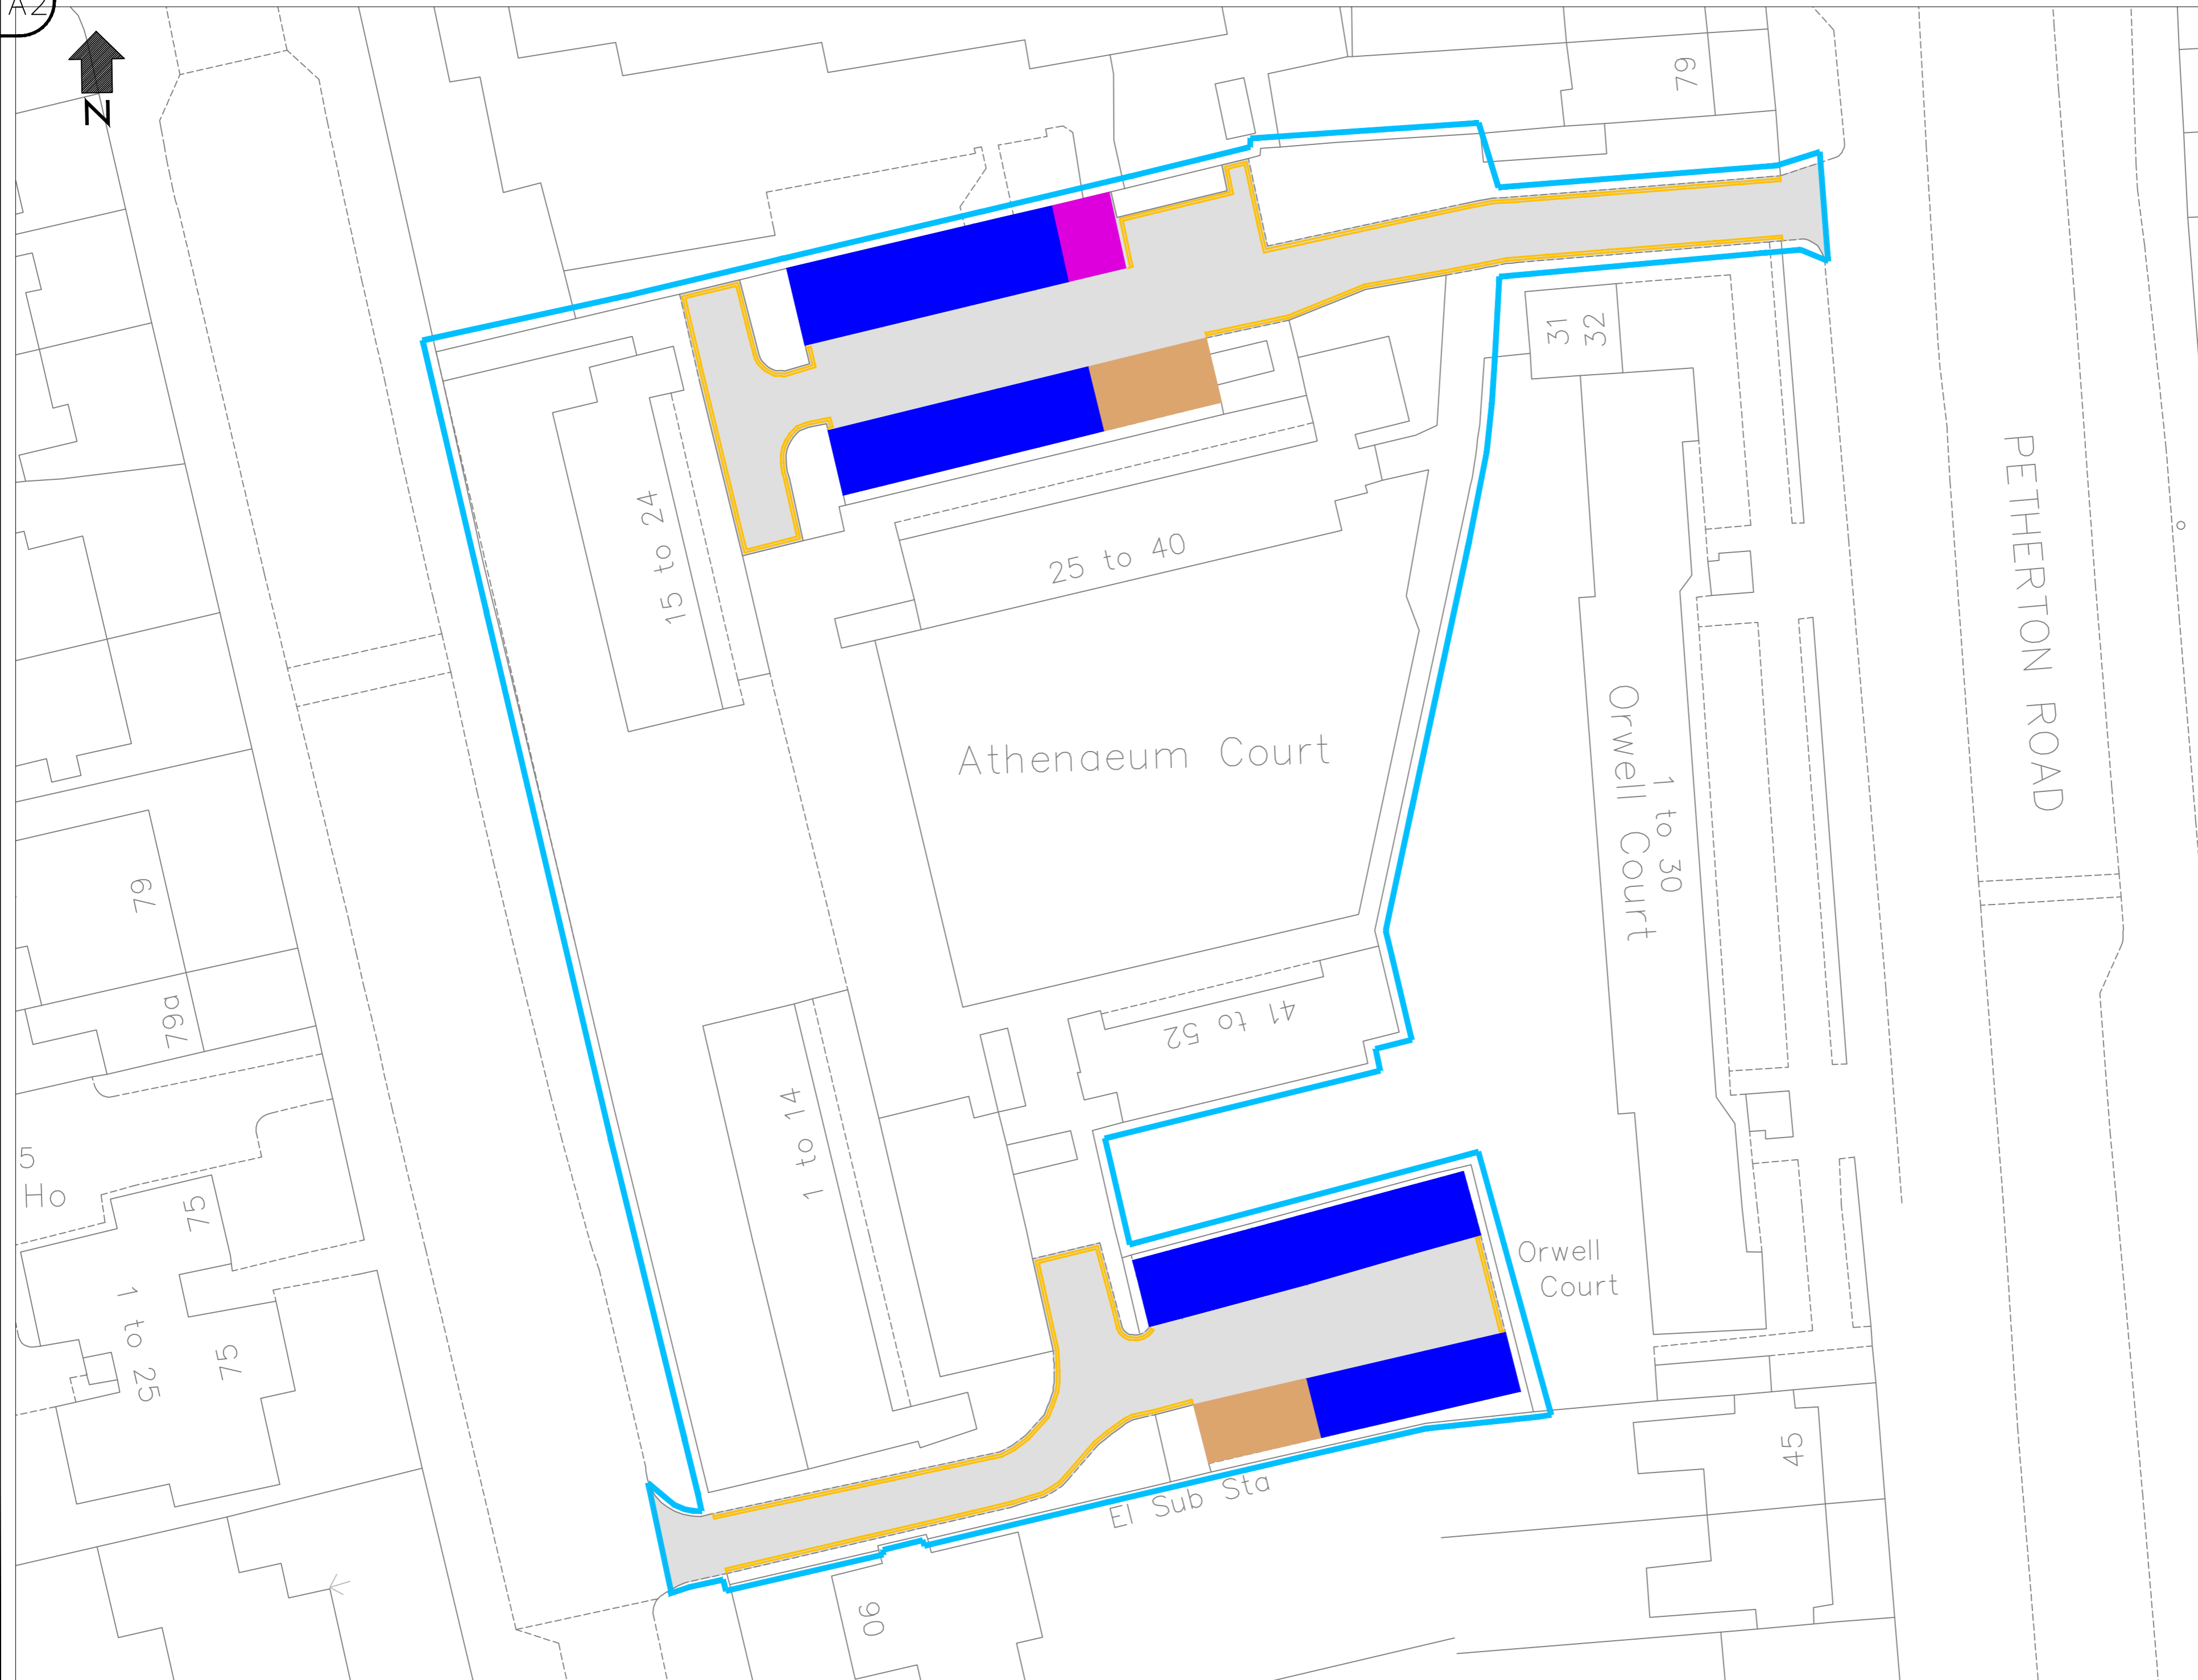 A2
N
79
31
32
15 to 24
25 to 40
PETHERTON ROAD
Athenaeum Court
Orwell Court
1 to 30
79
79a
41 to 52
1 to 14
5
Ho
75
1 to 25
75
Orwell
Court
El Sub Sta
45
90